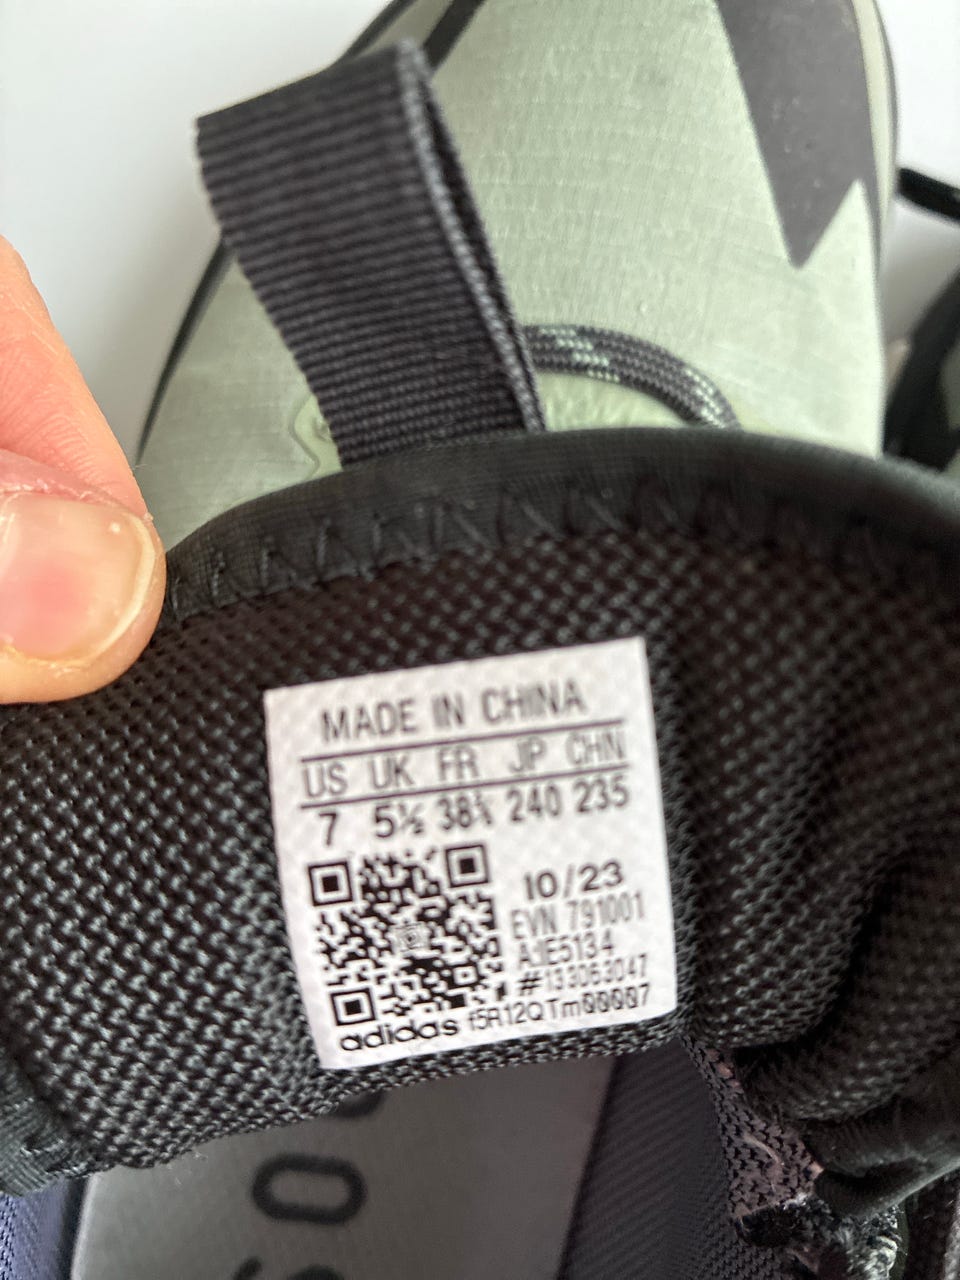 MADE IN CHINA
US UK FR JP CHN
7 5½ 38⅔ 240 235
10/23
EVN 791001
#133063047
adidas f5R12QTm00007